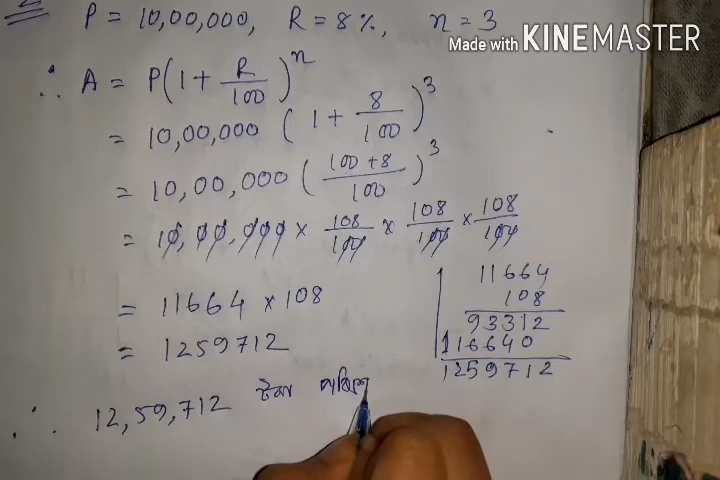 P = 10,00,000, R = 8%, n = 3
Made with KINEMASTER
∴ A = P(1 + R/100)^n
= 10,00,000 (1 + 8/100)^3
= 10,00,000 (100+8/100)^3
= 10,00,000 × 108/100 × 108/100 × 108/100
= 11664 × 108
= 1259712
11664
108
93312
116640
1259712
∴ 12,59,712 টাকা পরিশো